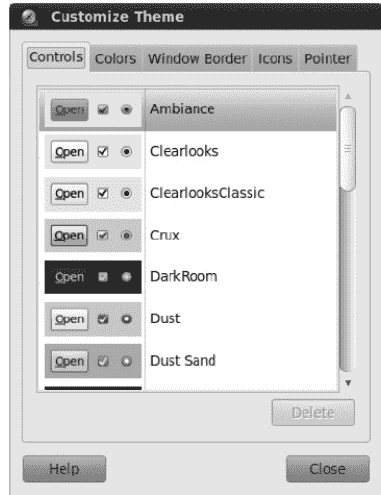 Customize Theme
Controls Colors Window Border Icons Pointer
Open Ambiance
Open Clearlooks
Open ClearlooksClassic
Open Crux
Open DarkRoom
Open Dust
Open Dust Sand
Delete
Help Close